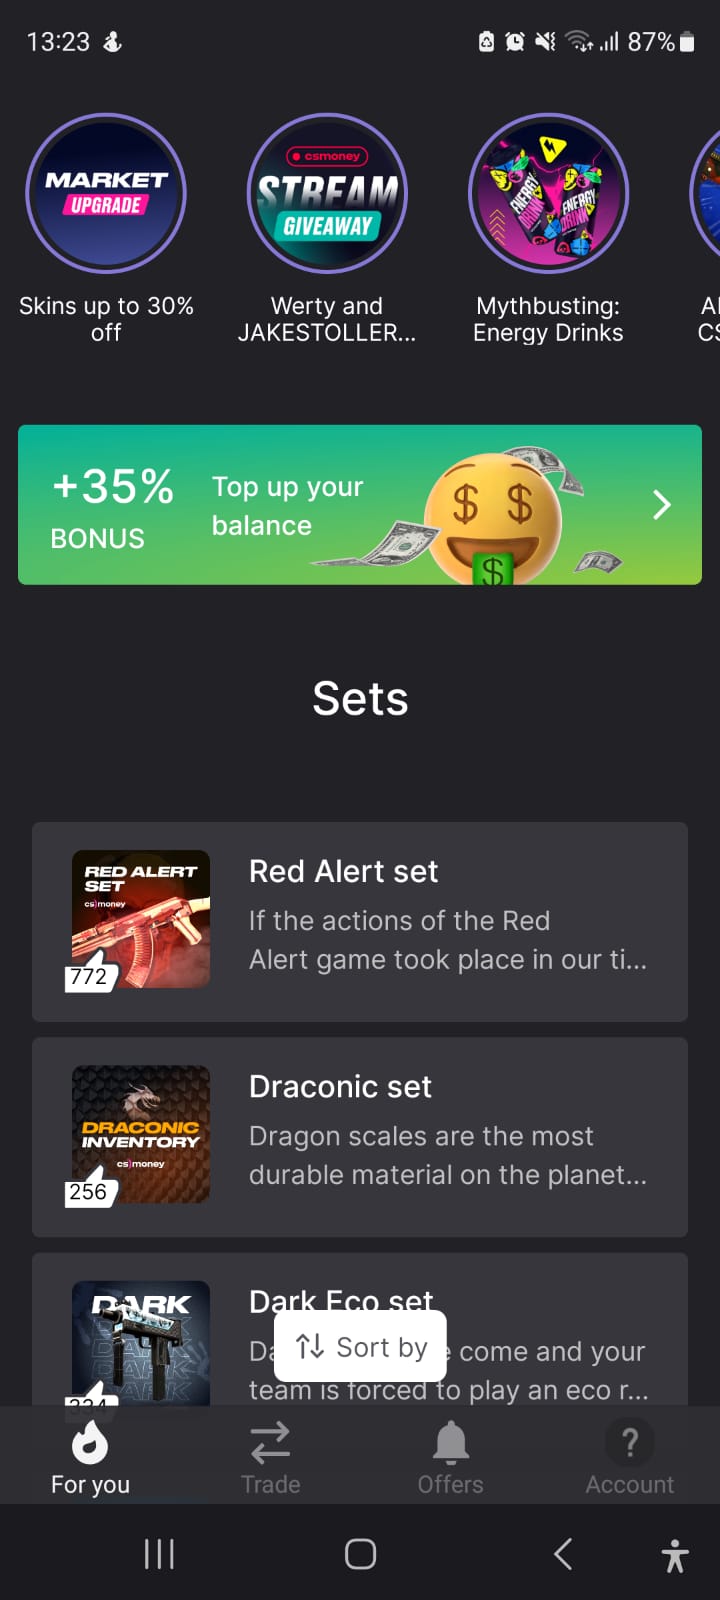 13:23
87%
MARKET
UPGRADE
csmoney
STREAM
GIVEAWAY
ENERGY
DRINK
ENERGY
DRINK
Skins up to 30%
off
Werty and
JAKESTOLLER...
Mythbusting:
Energy Drinks
+35%
BONUS
Top up your
balance
Sets
RED ALERT
SET
cs)money
772
Red Alert set
If the actions of the Red
Alert game took place in our ti...
DRACONIC
INVENTORY
cs)money
256
Draconic set
Dragon scales are the most
durable material on the planet...
DARK
DARK
DARK
DARK
334
Dark Eco set
come and your
team is forced to play an eco r...
Sort by
For you
Trade
Offers
Account